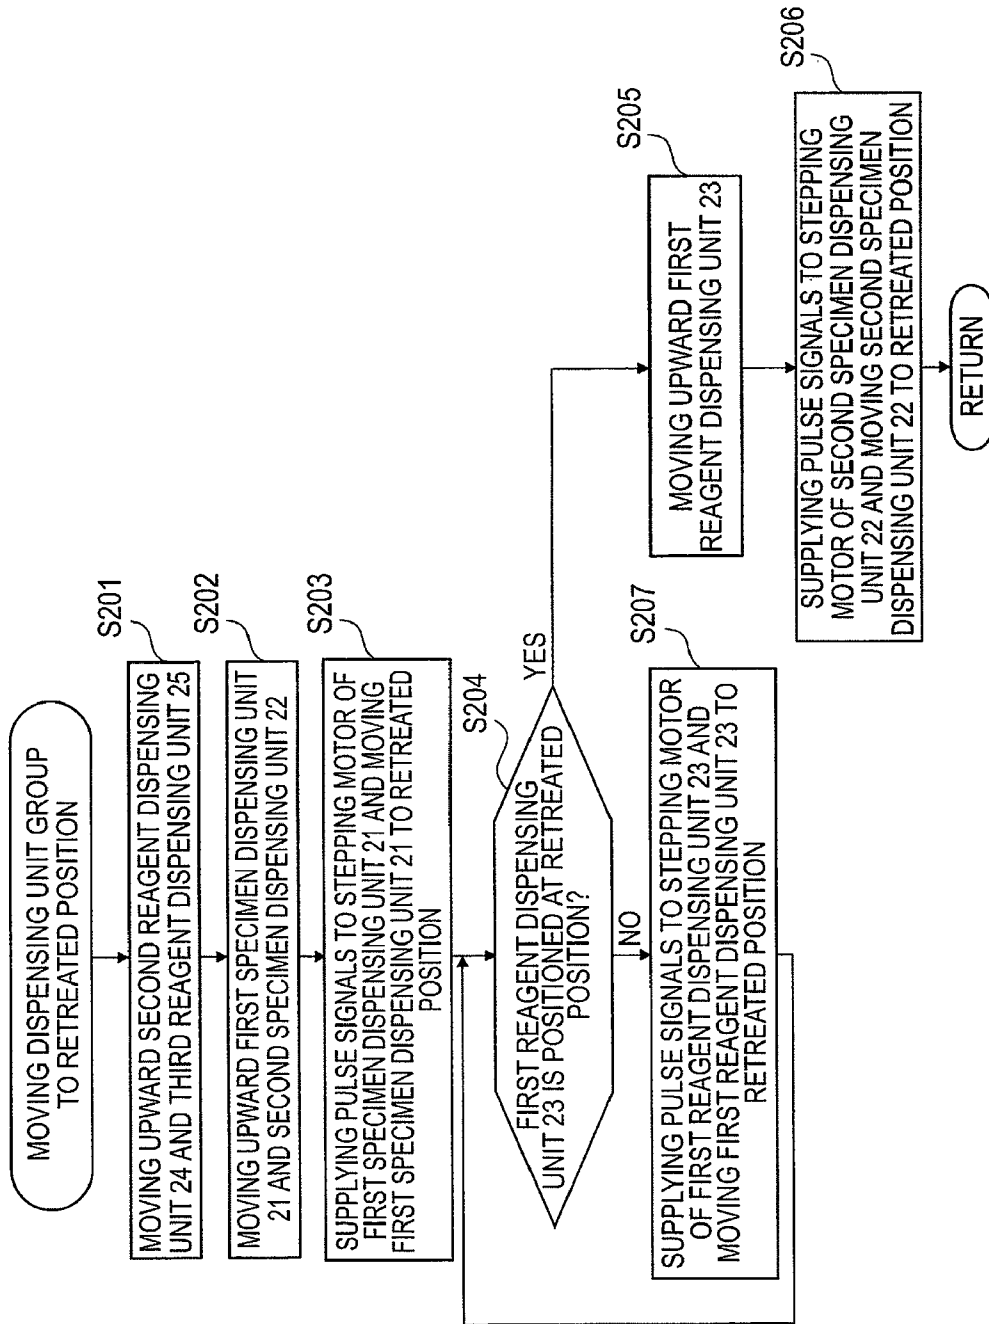 MOVING DISPENSING UNIT GROUP
TO RETREATED POSITION
S201
MOVING UPWARD SECOND REAGENT DISPENSING
UNIT 24 AND THIRD REAGENT DISPENSING UNIT 25
S202
MOVING UPWARD FIRST SPECIMEN DISPENSING UNIT
21 AND SECOND SPECIMEN DISPENSING UNIT 22
S203
SUPPLYING PULSE SIGNALS TO STEPPING MOTOR OF
FIRST SPECIMEN DISPENSING UNIT 21 AND MOVING
FIRST SPECIMEN DISPENSING UNIT 21 TO RETREATED
POSITION
S204
FIRST REAGENT DISPENSING
UNIT 23 IS POSITIONED AT RETREATED
POSITION?
YES
NO
S207
SUPPLYING PULSE SIGNALS TO STEPPING MOTOR
OF FIRST REAGENT DISPENSING UNIT 23 AND
MOVING FIRST REAGENT DISPENSING UNIT 23 TO
RETREATED POSITION
S205
MOVING UPWARD FIRST
REAGENT DISPENSING UNIT 23
S206
SUPPLYING PULSE SIGNALS TO STEPPING
MOTOR OF SECOND SPECIMEN DISPENSING
UNIT 22 AND MOVING SECOND SPECIMEN
DISPENSING UNIT 22 TO RETREATED POSITION
RETURN